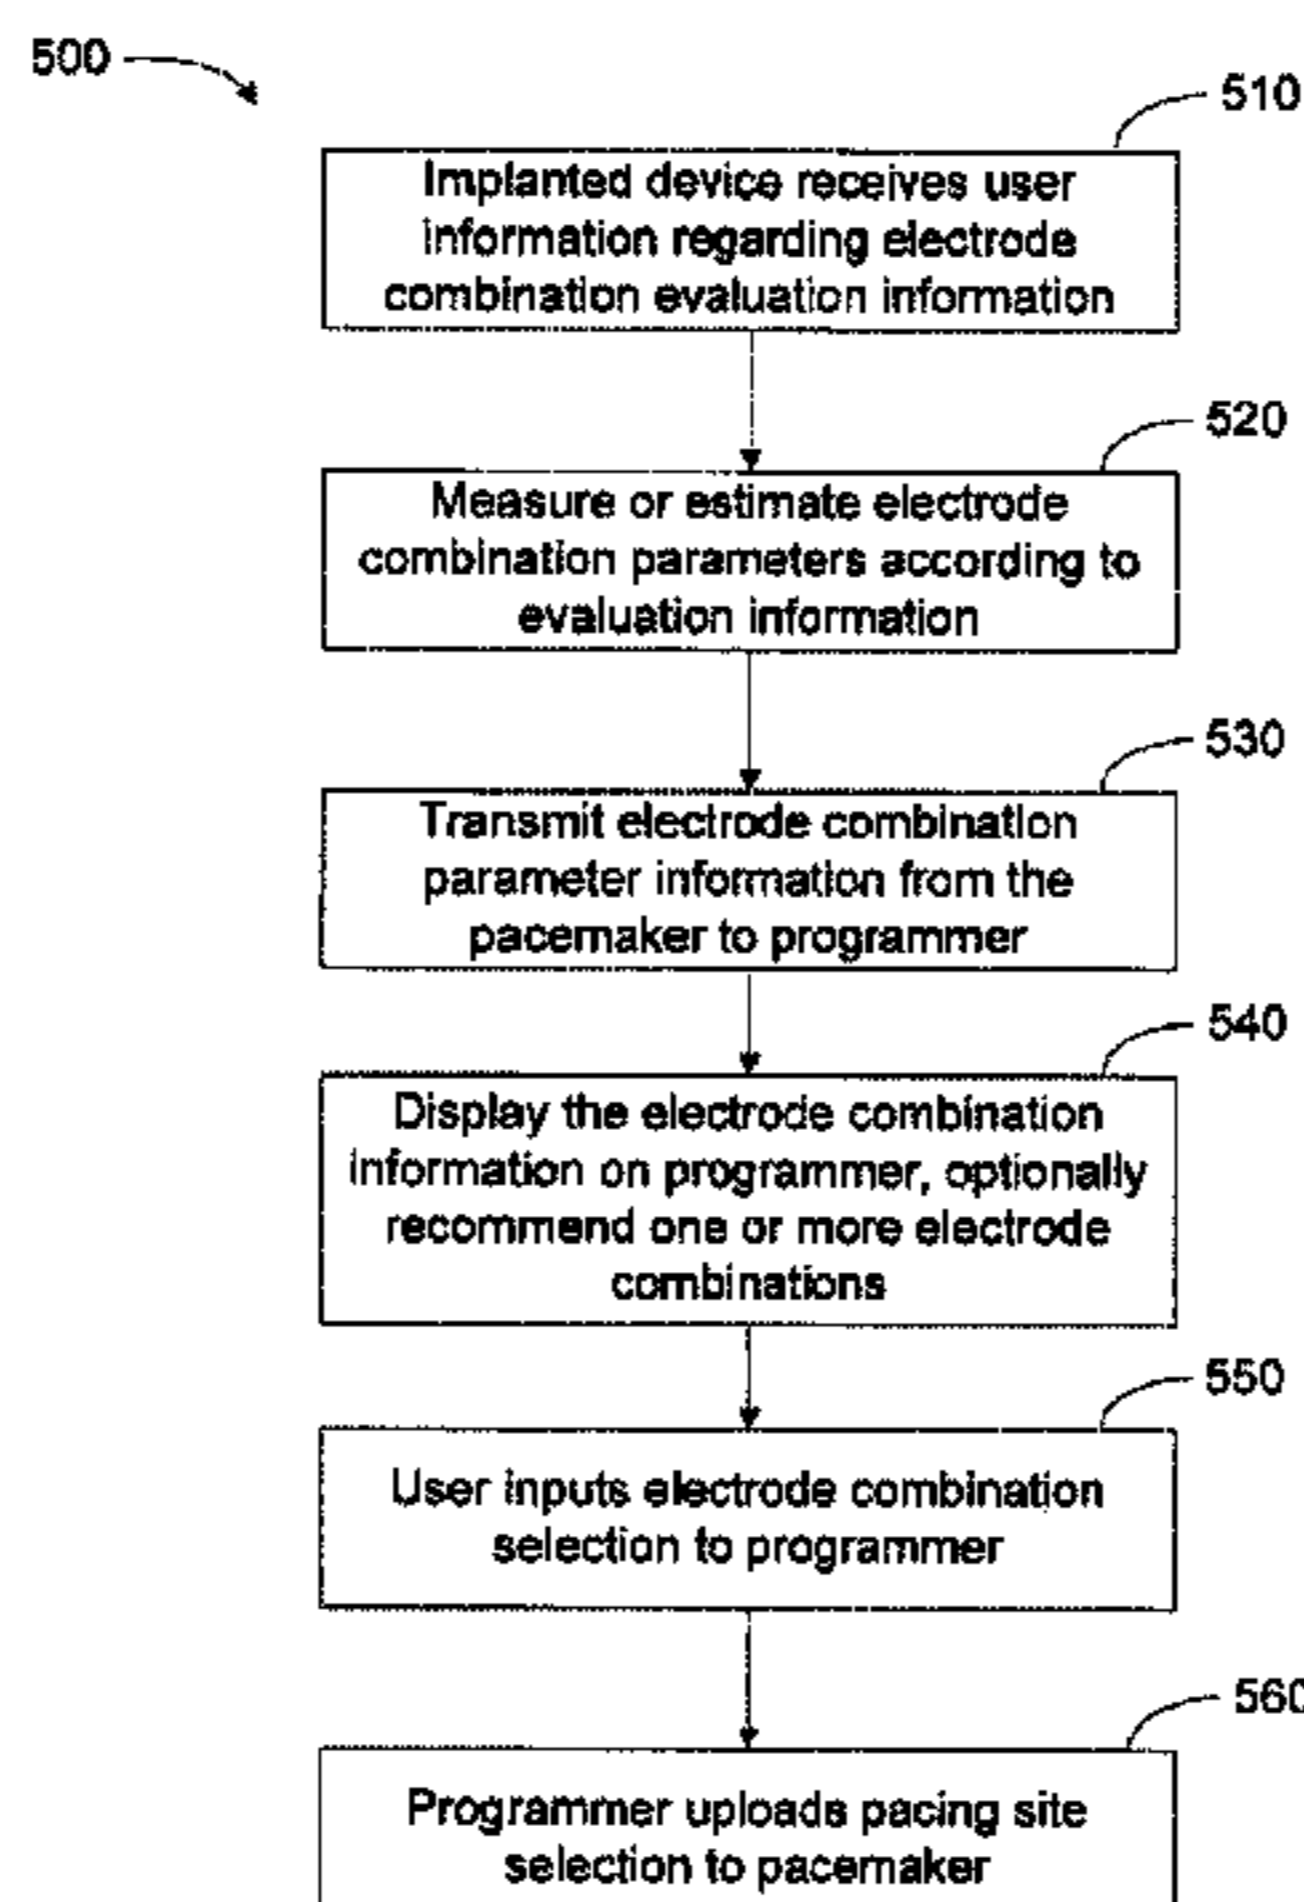 500
510
Implanted device receives user
information regarding electrode
combination evaluation information
520
Measure or estimate electrode
combination parameters according to
evaluation information
530
Transmit electrode combination
parameter information from the
pacemaker to programmer
540
Display the electrode combination
information on programmer, optionally
recommend one or more electrode
combinations
550
User inputs electrode combination
selection to programmer
560
Programmer uploads pacing site
selection to pacemaker